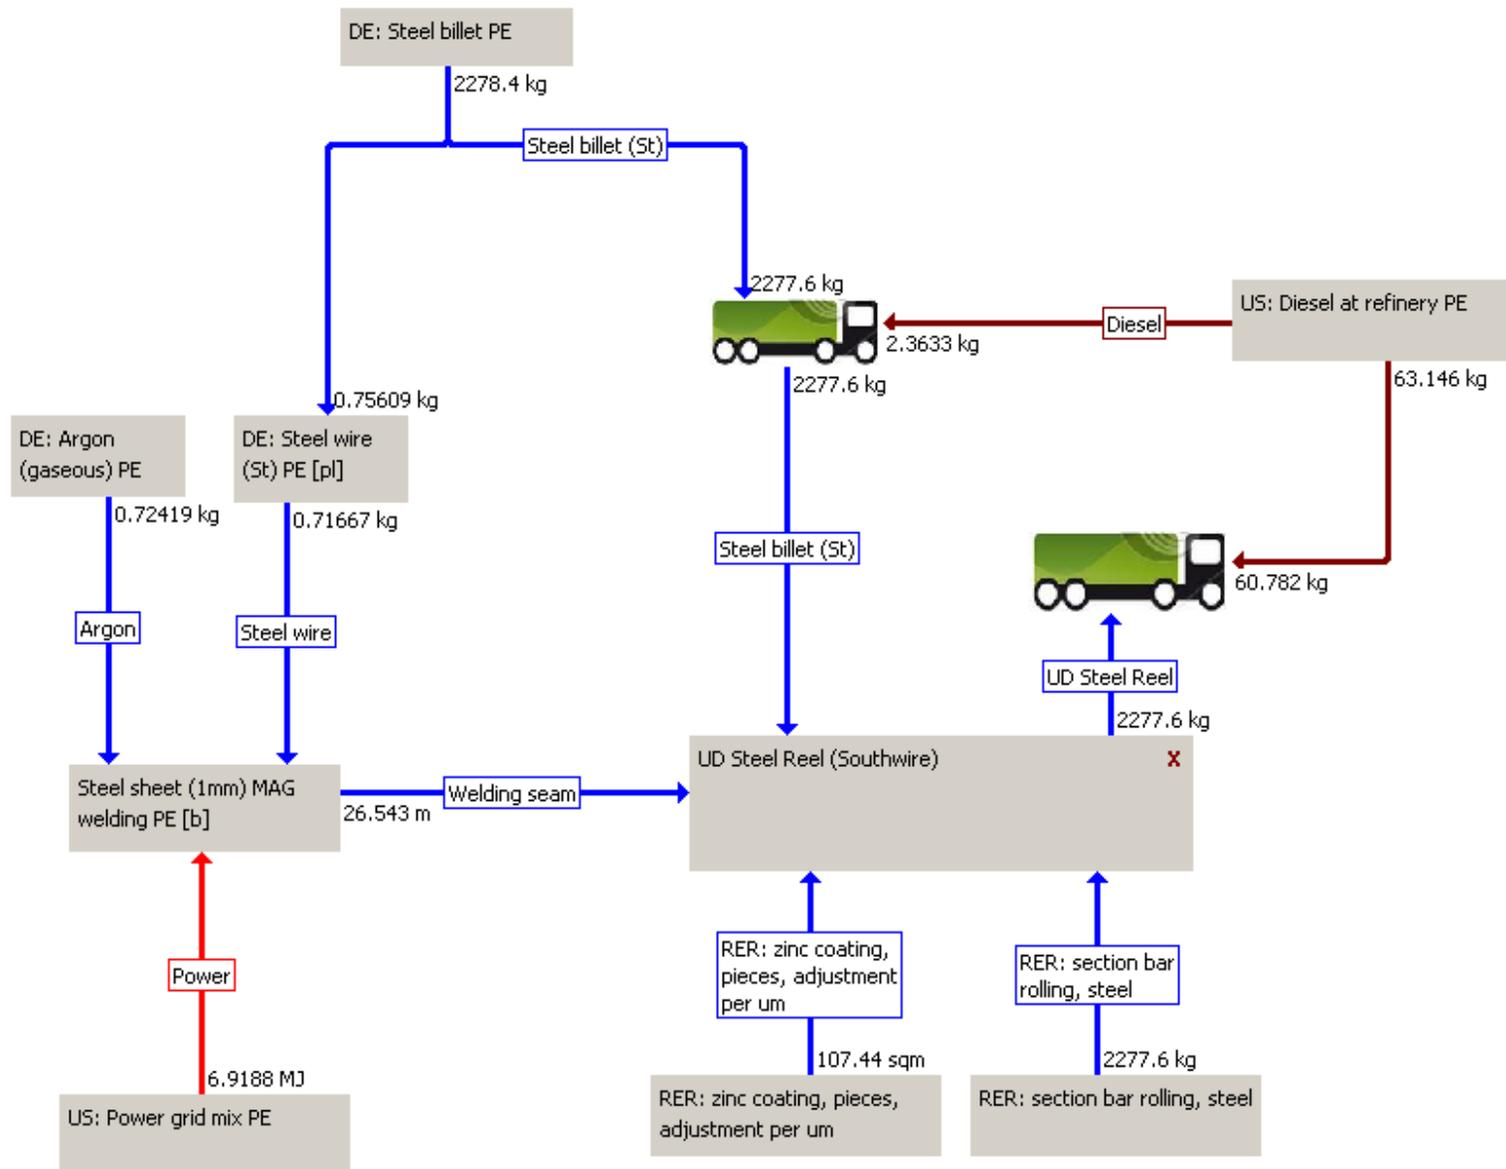 DE: Steel billet PE
2278.4 kg
Steel billet (St)
2277.6 kg
US: Diesel at refinery PE
Diesel
2.3633 kg
2277.6 kg
63.146 kg
0.75609 kg
DE: Argon
(gaseous) PE
DE: Steel wire
(St) PE [pl]
0.72419 kg
0.71667 kg
Steel billet (St)
60.782 kg
Argon
Steel wire
UD Steel Reel
2277.6 kg
UD Steel Reel (Southwire)
X
Steel sheet (1mm) MAG
welding PE [b]
Welding seam
26.543 m
RER: zinc coating,
pieces, adjustment
per um
RER: section bar
rolling, steel
Power
107.44 sqm
2277.6 kg
6.9188 MJ
US: Power grid mix PE
RER: zinc coating, pieces,
adjustment per um
RER: section bar rolling, steel